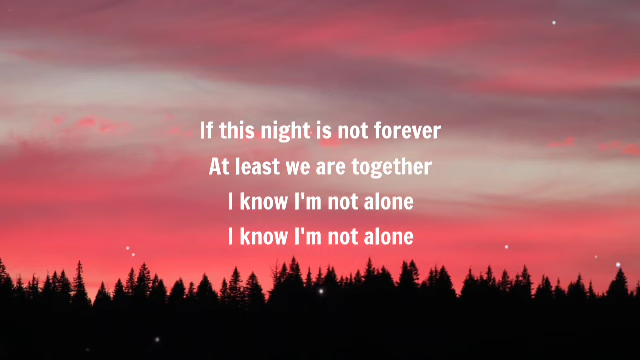 If this night is not forever
At least we are together
I know I'm not alone
I know I'm not alone